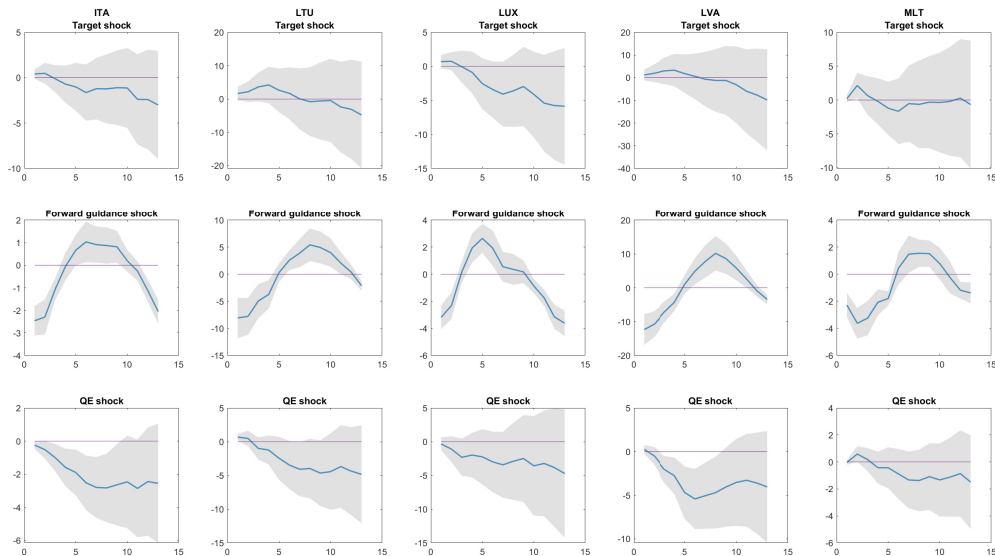 ITA LTU LUX LVA MLT
Target shock Target shock Target shock Target shock Target shock
5 20 5 20 10
10
0 10 5
0
0 0
-5 -10
-5 -20 0
-10 -5
-10 -30
-10 -20 -15 -40 -10
0 5 10 15 0 5 10 15 0 5 10 15 0 5 10 15 0 5 10 15
Forward guidance shock Forward guidance shock Forward guidance shock Forward guidance shock Forward guidance shock
2 10 4 20 4
1 5 2 10 2
0 0 0 0
-1 0
-5 -2 -2
-2 -10
-3 -10 -4 -4
-4 -15 -6 -20 -6
0 5 10 15 0 5 10 15 0 5 10 15 0 5 10 15 0 5 10 15
QE shock QE shock QE shock QE shock QE shock
2 5 5 5 4
0 0 0 2
0 0
-2 -5 -5 -2
-5
-4 -10 -10 -4
-6 -15 -15 -10 -6
0 5 10 15 0 5 10 15 0 5 10 15 0 5 10 15 0 5 10 15